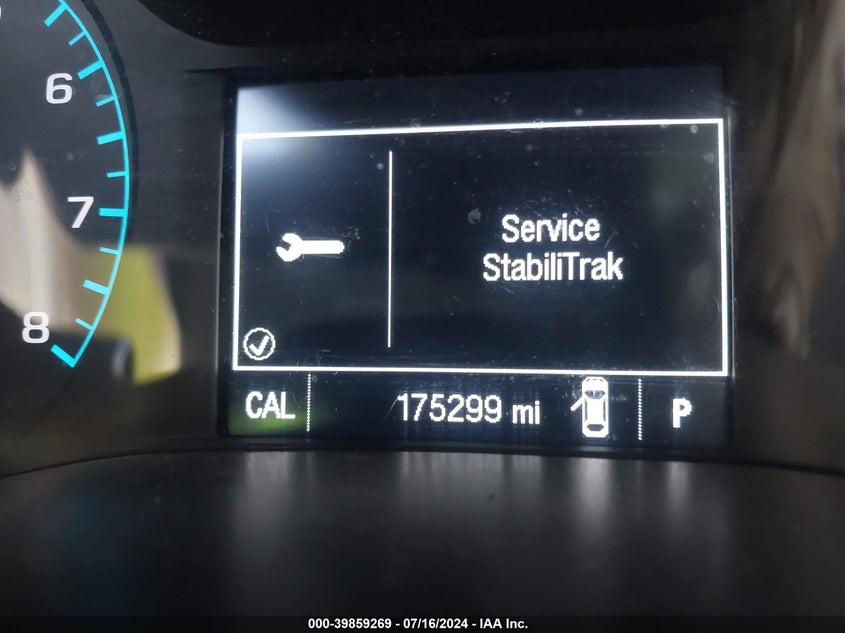 6
7
8
Service
StabiliTrak
CAL
175299 mi
P
000-39859269 - 07/16/2024 - IAA Inc.